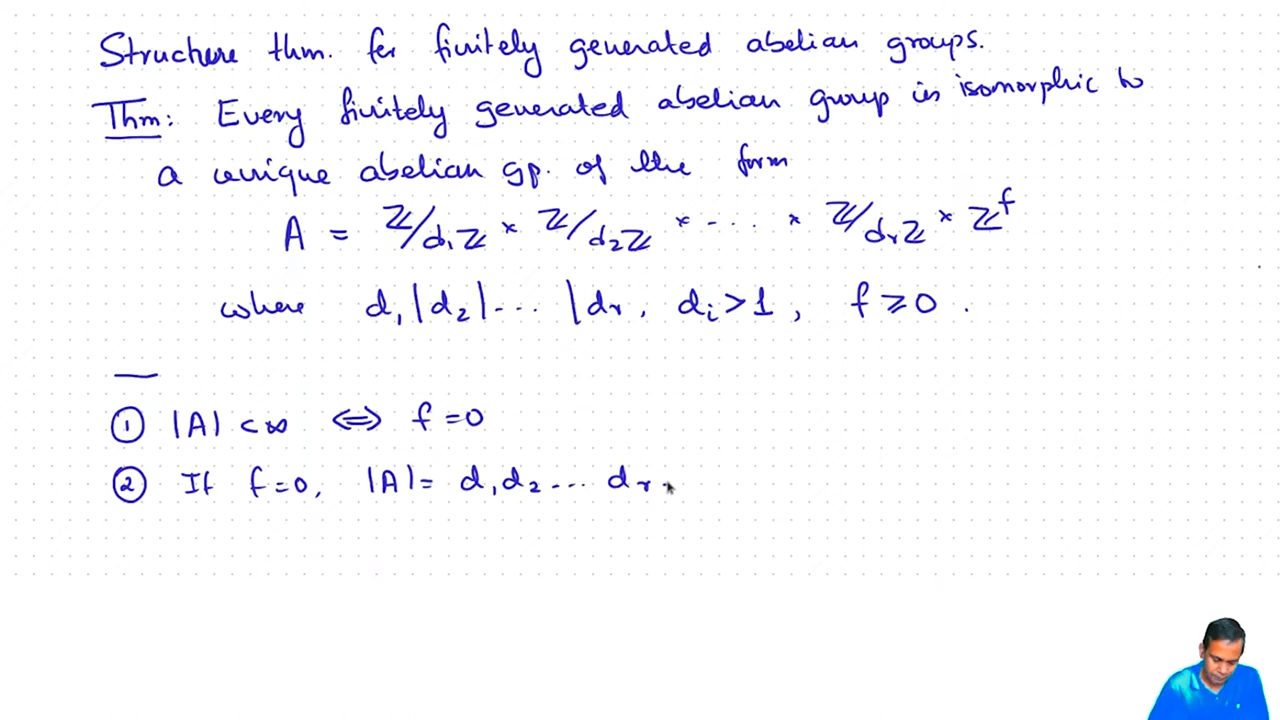 Structure thm. for finitely generated abelian groups.
Thm: Every finitely generated abelian group is isomorphic to
a unique abelian gp. of the form
A = ℤ/d₁ℤ × ℤ/d₂ℤ × ... × ℤ/dᵣℤ × ℤᶠ
where d₁|d₂|...|dᵣ, dᵢ>1, f≥0.
① |A| < ∞ ⟺ f=0
② If f=0, |A| = d₁d₂...dᵣ.